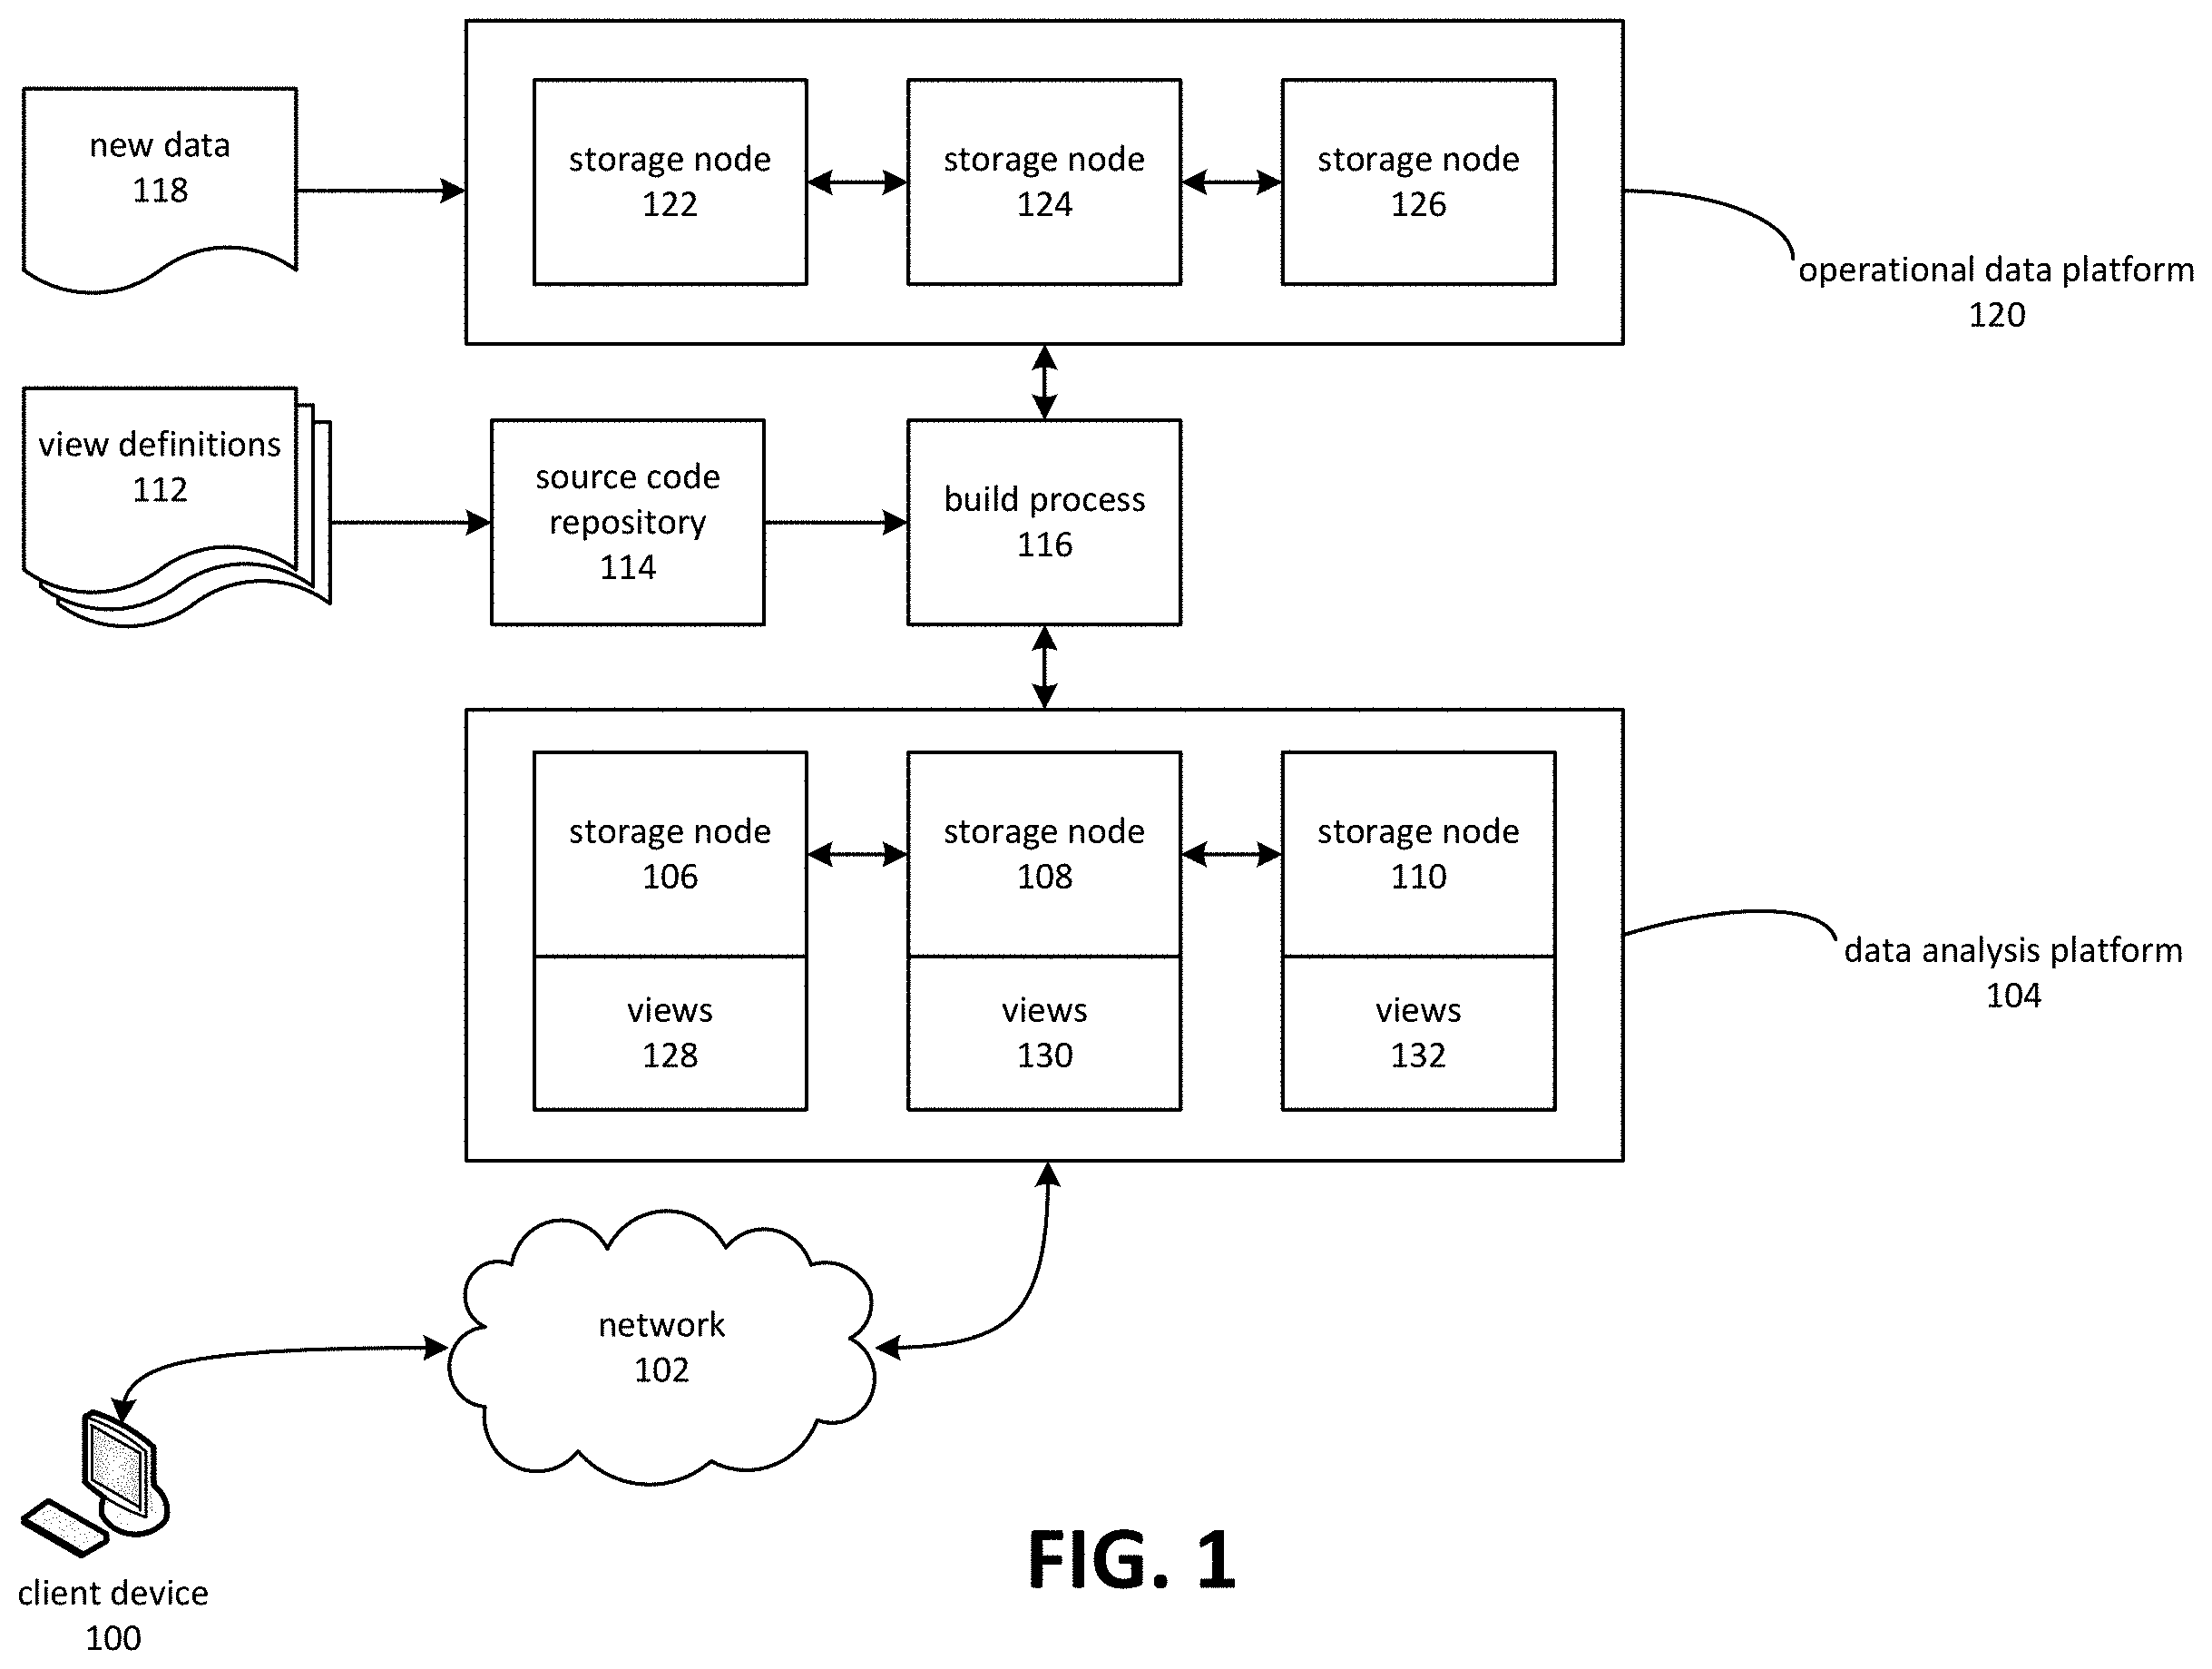 new data
118
storage node
122
storage node
124
storage node
126
operational data platform
120
view definitions
112
source code
repository
114
build process
116
storage node
106
storage node
108
storage node
110
views
128
views
130
views
132
data analysis platform
104
network
102
client device
100
FIG. 1